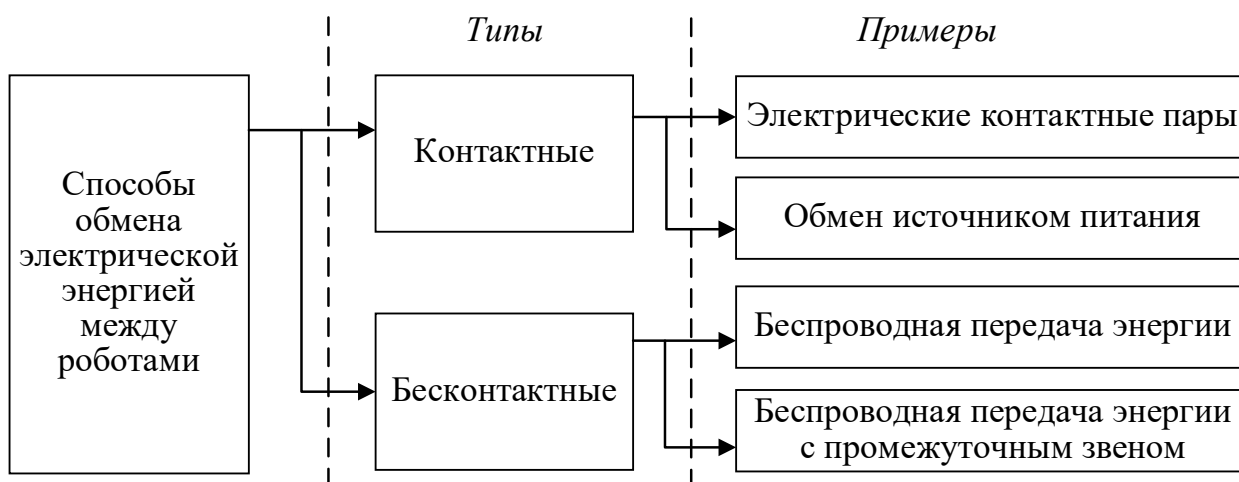 Типы
Примеры
Способы
обмена
электрической
энергией
между
роботами
Контактные
Бесконтактные
Электрические контактные пары
Обмен источником питания
Беспроводная передача энергии
Беспроводная передача энергии
с промежуточным звеном